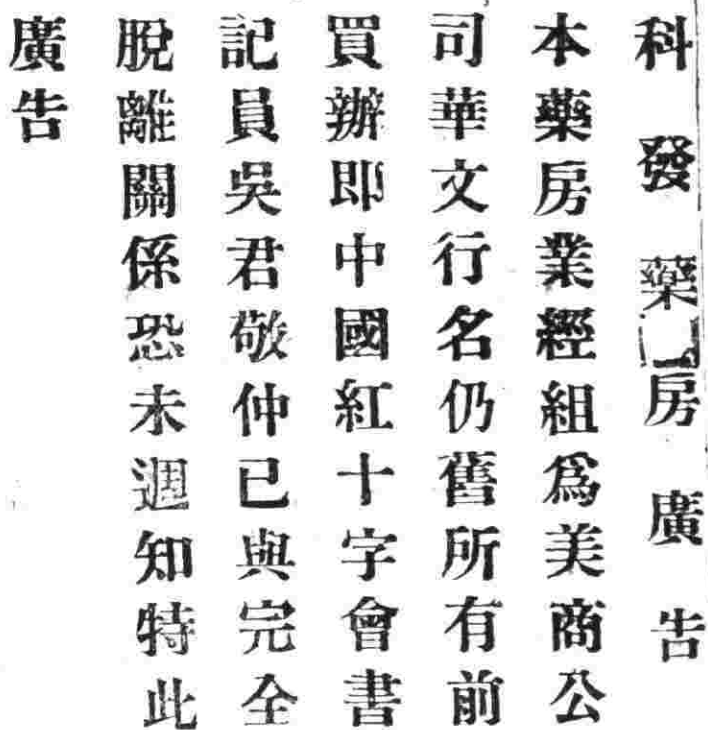 科發藥房廣告
本藥房業經組爲美商公
司華文行名仍舊所有前
買辦即中國紅十字會書
記員吳君敬仲已與完全
脫離關係恐未週知特此
廣告